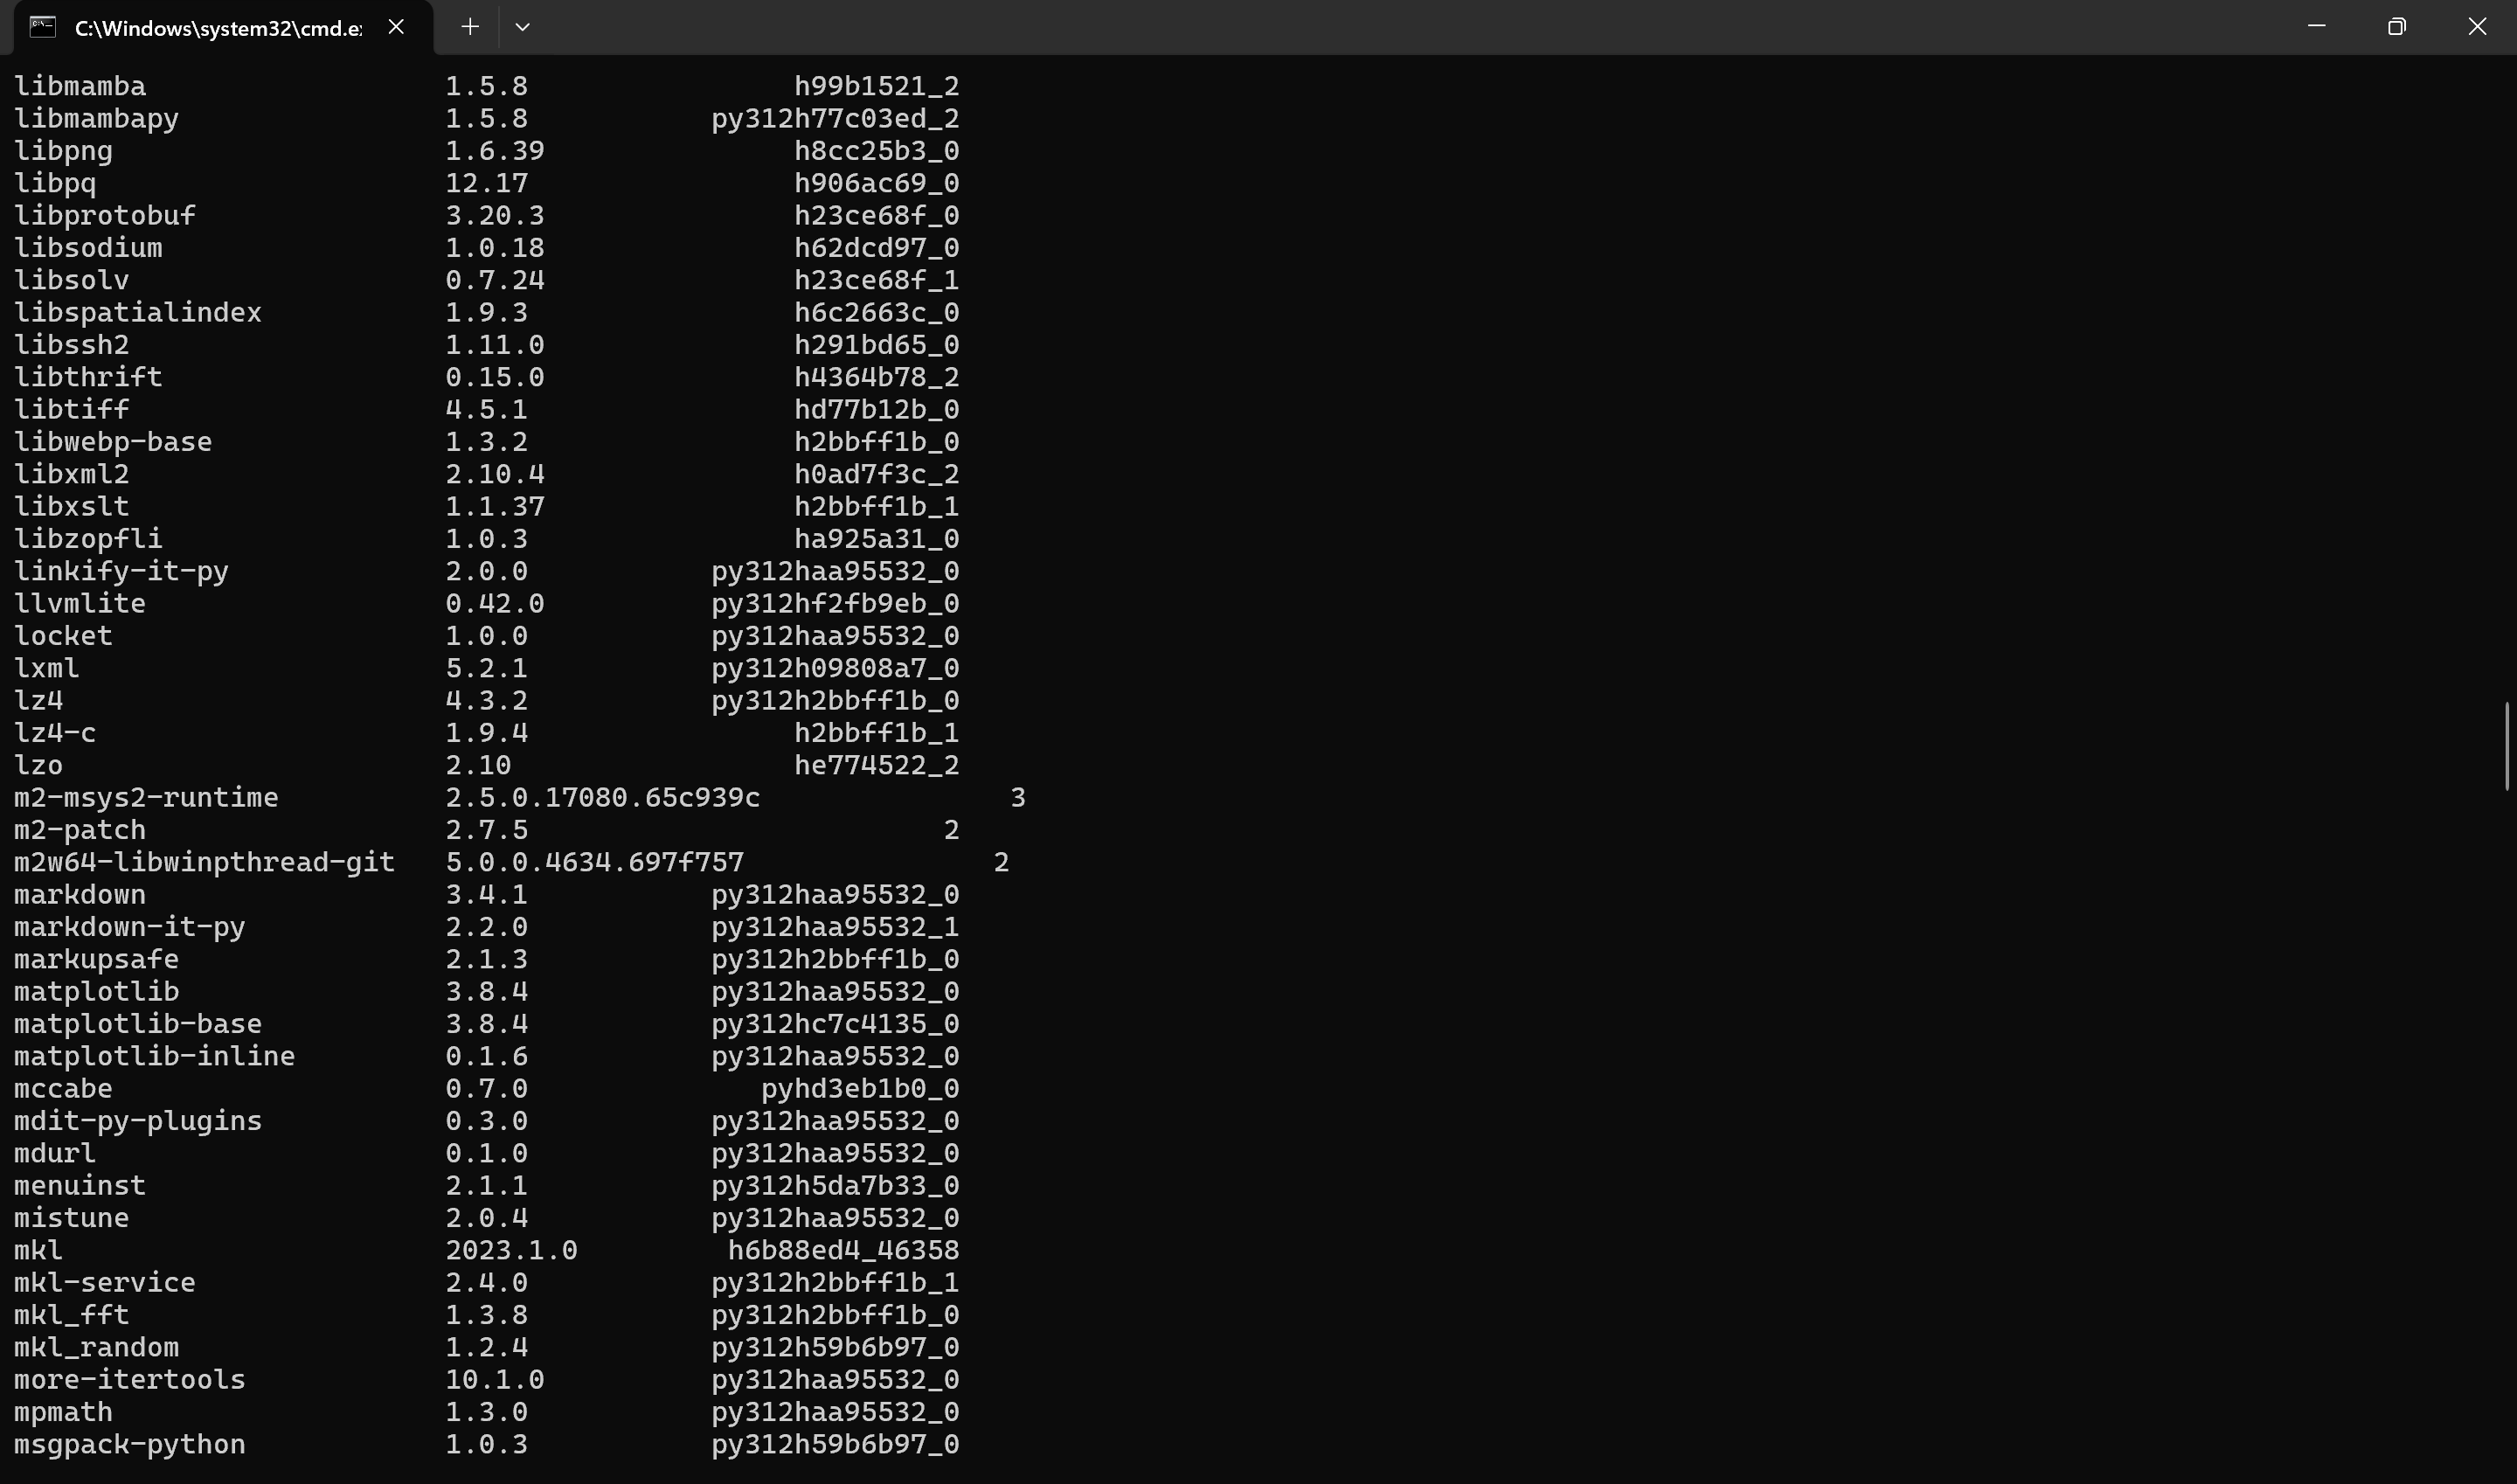 C:\Windows\system32\cmd.e
libmamba 1.5.8 h99b1521_2
libmambapy 1.5.8 py312h77c03ed_2
libpng 1.6.39 h8cc25b3_0
libpq 12.17 h906ac69_0
libprotobuf 3.20.3 h23ce68f_0
libsodium 1.0.18 h62dcd97_0
libsolv 0.7.24 h23ce68f_1
libspatialindex 1.9.3 h6c2663c_0
libssh2 1.11.0 h291bd65_0
libthrift 0.15.0 h4364b78_2
libtiff 4.5.1 hd77b12b_0
libwebp-base 1.3.2 h2bbff1b_0
libxml2 2.10.4 h0ad7f3c_2
libxslt 1.1.37 h2bbff1b_1
libzopfli 1.0.3 ha925a31_0
linkify-it-py 2.0.0 py312haa95532_0
llvmlite 0.42.0 py312hf2fb9eb_0
locket 1.0.0 py312haa95532_0
lxml 5.2.1 py312h09808a7_0
lz4 4.3.2 py312h2bbff1b_0
lz4-c 1.9.4 h2bbff1b_1
lzo 2.10 he774522_2
m2-msys2-runtime 2.5.0.17080.65c939c 3
m2-patch 2.7.5 2
m2w64-libwinpthread-git 5.0.0.4634.697f757 2
markdown 3.4.1 py312haa95532_0
markdown-it-py 2.2.0 py312haa95532_1
markupsafe 2.1.3 py312h2bbff1b_0
matplotlib 3.8.4 py312haa95532_0
matplotlib-base 3.8.4 py312hc7c4135_0
matplotlib-inline 0.1.6 py312haa95532_0
mccabe 0.7.0 pyhd3eb1b0_0
mdit-py-plugins 0.3.0 py312haa95532_0
mdurl 0.1.0 py312haa95532_0
menuinst 2.1.1 py312h5da7b33_0
mistune 2.0.4 py312haa95532_0
mkl 2023.1.0 h6b88ed4_46358
mkl-service 2.4.0 py312h2bbff1b_1
mkl_fft 1.3.8 py312h2bbff1b_0
mkl_random 1.2.4 py312h59b6b97_0
more-itertools 10.1.0 py312haa95532_0
mpmath 1.3.0 py312haa95532_0
msgpack-python 1.0.3 py312h59b6b97_0